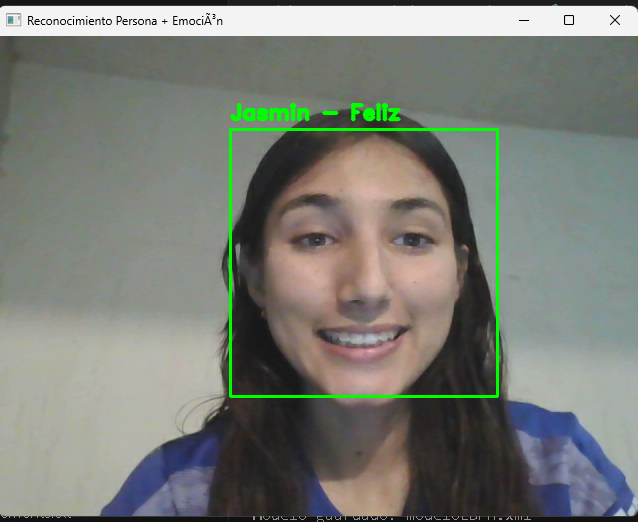 Reconocimiento Persona + EmociÃ³n
Jasmin - Feliz
Modelo guardado: modeloLBPH.xml